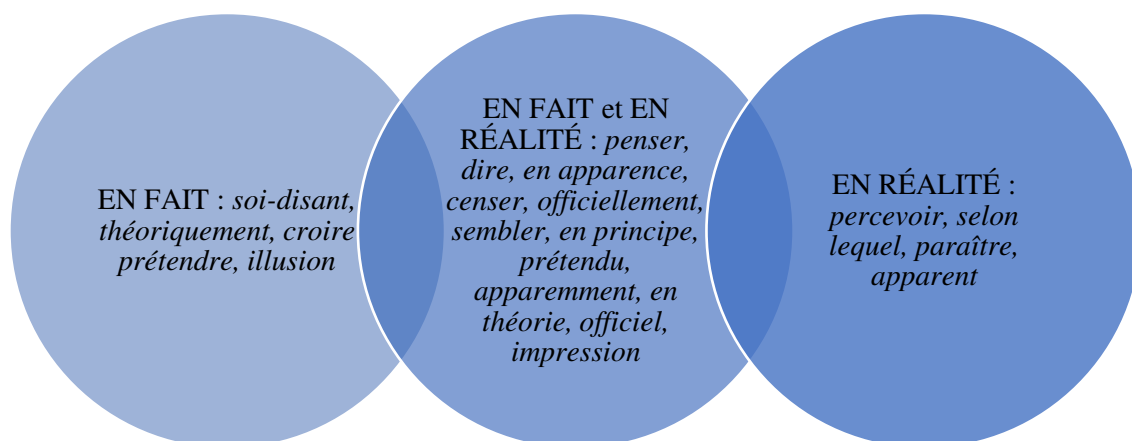 EN FAIT : soi-disant,
théoriquement, croire
prétendre, illusion
EN FAIT et EN
RÉALITÉ : penser,
dire, en apparence,
censer, officiellement,
sembler, en principe,
prétendu,
apparemment, en
théorie, officiel,
impression
EN RÉALITÉ :
percevoir, selon
lequel, paraître,
apparent